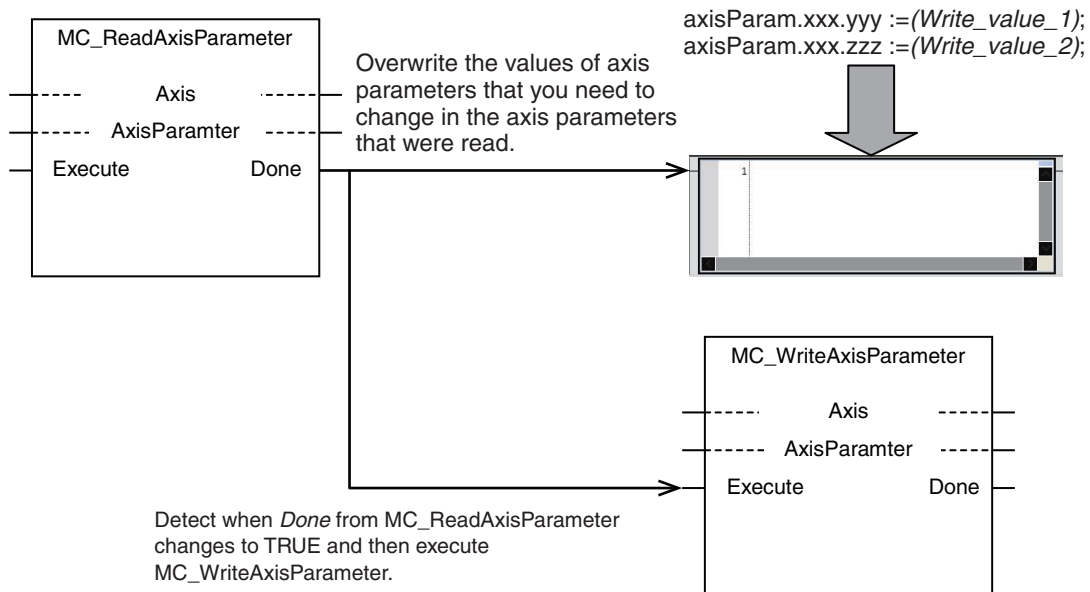 MC_ReadAxisParameter
Axis
AxisParamter
Execute Done
Overwrite the values of axis
parameters that you need to
change in the axis parameters
that were read.
axisParam.xxx.yyy :=(Write_value_1);
axisParam.xxx.zzz :=(Write_value_2);
1
MC_WriteAxisParameter
Axis
AxisParamter
Execute Done
Detect when Done from MC_ReadAxisParameter
changes to TRUE and then execute
MC_WriteAxisParameter.